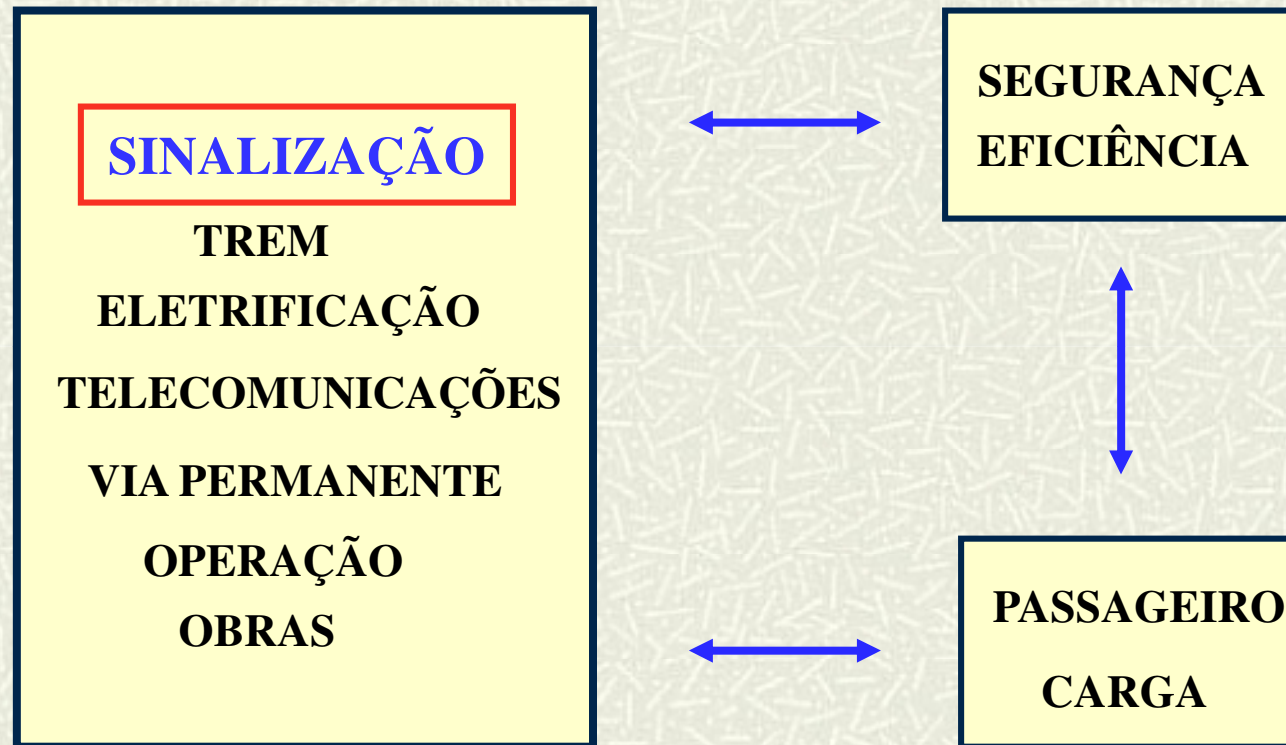 SINALIZAÇÃO
TREM
ELETRIFICAÇÃO
TELECOMUNICAÇÕES
VIA PERMANENTE
OPERAÇÃO
OBRAS
SEGURANÇA
EFICIÊNCIA
PASSAGEIRO
CARGA